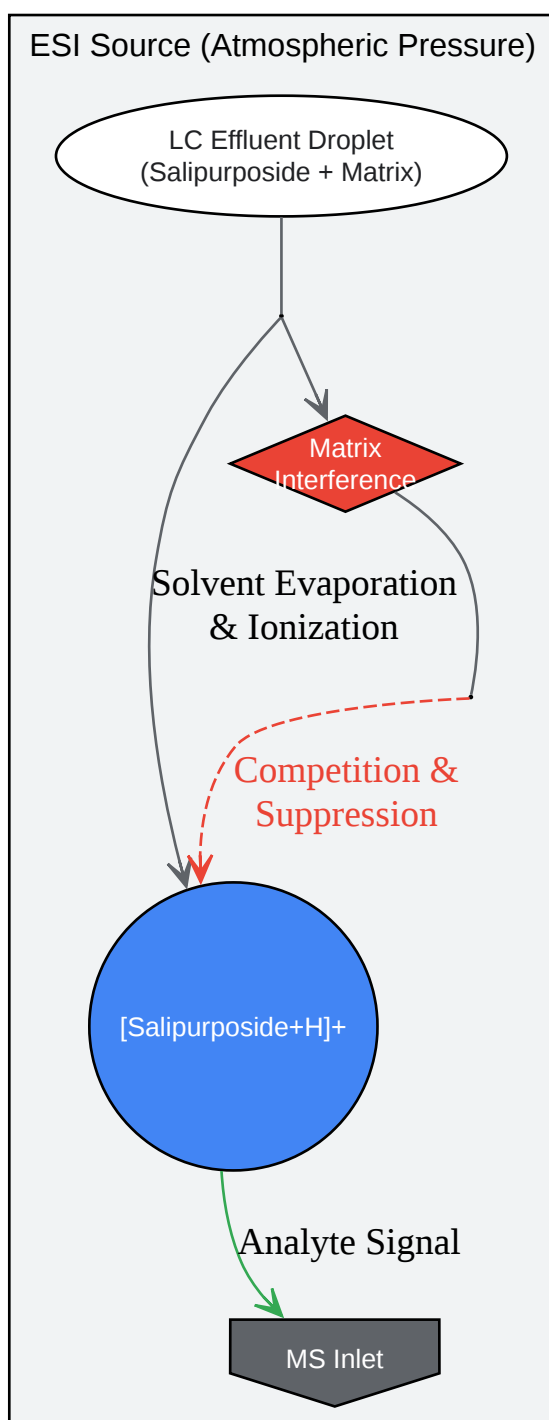 ESI Source (Atmospheric Pressure)
LC Effluent Droplet
(Salipurposide + Matrix)
Matrix
Interference
Solvent Evaporation
& Ionization
Competition &
Suppression
[Salipurposide+H]+
Analyte Signal
MS Inlet